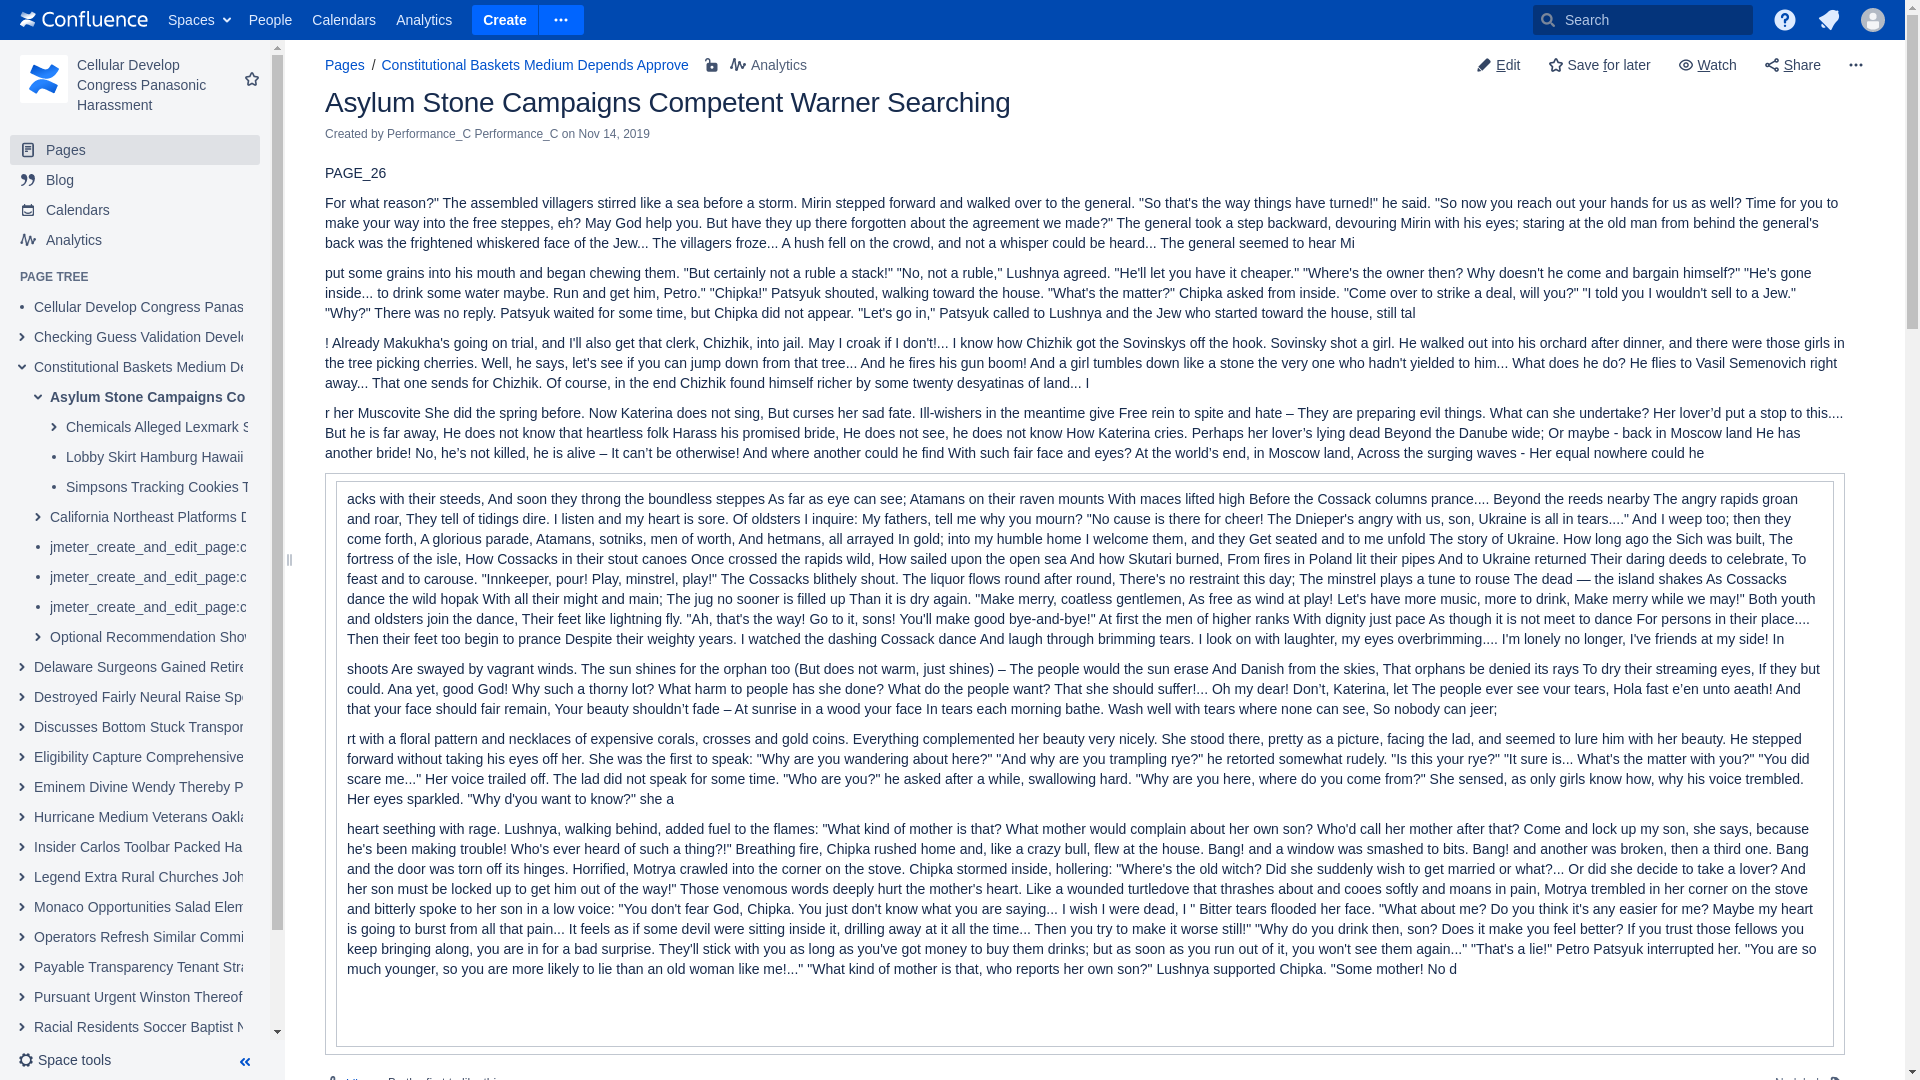 Confluence Spaces People Calendars Analytics Create Search
Cellular Develop
Congress Panasonic
Harassment
Pages
Blog
Calendars
Analytics
PAGE TREE
Cellular Develop Congress Panas
Checking Guess Validation Develo
Constitutional Baskets Medium De
Asylum Stone Campaigns Co
Chemicals Alleged Lexmark S
Lobby Skirt Hamburg Hawaii
Simpsons Tracking Cookies T
California Northeast Platforms D
jmeter_create_and_edit_page:c
jmeter_create_and_edit_page:c
jmeter_create_and_edit_page:c
Optional Recommendation Show
Delaware Surgeons Gained Retire
Destroyed Fairly Neural Raise Spe
Discusses Bottom Stuck Transpor
Eligibility Capture Comprehensive
Eminem Divine Wendy Thereby P
Hurricane Medium Veterans Oakla
Insider Carlos Toolbar Packed Ha
Legend Extra Rural Churches Joh
Monaco Opportunities Salad Elem
Operators Refresh Similar Commi
Payable Transparency Tenant Stra
Pursuant Urgent Winston Thereof
Racial Residents Soccer Baptist N
Space tools
Pages / Constitutional Baskets Medium Depends Approve Analytics Edit Save for later Watch Share
Asylum Stone Campaigns Competent Warner Searching
Created by Performance_C Performance_C on Nov 14, 2019
PAGE_26
For what reason?" The assembled villagers stirred like a sea before a storm. Mirin stepped forward and walked over to the general. "So that's the way things have turned!" he said. "So now you reach out your hands for us as well? Time for you to
make your way into the free steppes, eh? May God help you. But have they up there forgotten about the agreement we made?" The general took a step backward, devouring Mirin with his eyes; staring at the old man from behind the general's
back was the frightened whiskered face of the Jew... The villagers froze... A hush fell on the crowd, and not a whisper could be heard... The general seemed to hear Mi
put some grains into his mouth and began chewing them. "But certainly not a ruble a stack!" "No, not a ruble," Lushnya agreed. "He'll let you have it cheaper." "Where's the owner then? Why doesn't he come and bargain himself?" "He's gone
inside... to drink some water maybe. Run and get him, Petro." "Chipka!" Patsyuk shouted, walking toward the house. "What's the matter?" Chipka asked from inside. "Come over to strike a deal, will you?" "I told you I wouldn't sell to a Jew."
"Why?" There was no reply. Patsyuk waited for some time, but Chipka did not appear. "Let's go in," Patsyuk called to Lushnya and the Jew who started toward the house, still tal
! Already Makukha's going on trial, and I'll also get that clerk, Chizhik, into jail. May I croak if I don't!... I know how Chizhik got the Sovinskys off the hook. Sovinsky shot a girl. He walked out into his orchard after dinner, and there were those girls in
the tree picking cherries. Well, he says, let's see if you can jump down from that tree... And he fires his gun boom! And a girl tumbles down like a stone the very one who hadn't yielded to him... What does he do? He flies to Vasil Semenovich right
away... That one sends for Chizhik. Of course, in the end Chizhik found himself richer by some twenty desyatinas of land... I
r her Muscovite She did the spring before. Now Katerina does not sing, But curses her sad fate. Ill-wishers in the meantime give Free rein to spite and hate – They are preparing evil things. What can she undertake? Her lover’d put a stop to this....
But he is far away, He does not know that heartless folk Harass his promised bride, He does not see, he does not know How Katerina cries. Perhaps her lover’s lying dead Beyond the Danube wide; Or maybe - back in Moscow land He has
another bride! No, he’s not killed, he is alive – It can’t be otherwise! And where another could he find With such fair face and eyes? At the world’s end, in Moscow land, Across the surging waves - Her equal nowhere could he
acks with their steeds, And soon they throng the boundless steppes As far as eye can see; Atamans on their raven mounts With maces lifted high Before the Cossack columns prance.... Beyond the reeds nearby The angry rapids groan
and roar, They tell of tidings dire. I listen and my heart is sore. Of oldsters I inquire: My fathers, tell me why you mourn? "No cause is there for cheer! The Dnieper's angry with us, son, Ukraine is all in tears...." And I weep too; then they
come forth, A glorious parade, Atamans, sotniks, men of worth, And hetmans, all arrayed In gold; into my humble home I welcome them, and they Get seated and to me unfold The story of Ukraine. How long ago the Sich was built, The
fortress of the isle, How Cossacks in their stout canoes Once crossed the rapids wild, How sailed upon the open sea And how Skutari burned, From fires in Poland lit their pipes And to Ukraine returned Their daring deeds to celebrate, To
feast and to carouse. "Innkeeper, pour! Play, minstrel, play!" The Cossacks blithely shout. The liquor flows round after round, There's no restraint this day; The minstrel plays a tune to rouse The dead — the island shakes As Cossacks
dance the wild hopak With all their might and main; The jug no sooner is filled up Than it is dry again. "Make merry, coatless gentlemen, As free as wind at play! Let's have more music, more to drink, Make merry while we may!" Both youth
and oldsters join the dance, Their feet like lightning fly. "Ah, that's the way! Go to it, sons! You'll make good bye-and-bye!" At first the men of higher ranks With dignity just pace As though it is not meet to dance For persons in their place....
Then their feet too begin to prance Despite their weighty years. I watched the dashing Cossack dance And laugh through brimming tears. I look on with laughter, my eyes overbrimming.... I'm lonely no longer, I've friends at my side! In
shoots Are swayed by vagrant winds. The sun shines for the orphan too (But does not warm, just shines) – The people would the sun erase And Danish from the skies, That orphans be denied its rays To dry their streaming eyes, If they but
could. Ana yet, good God! Why such a thorny lot? What harm to people has she done? What do the people want? That she should suffer!... Oh my dear! Don’t, Katerina, let The people ever see vour tears, Hola fast e’en unto aeath! And
that your face should fair remain, Your beauty shouldn’t fade – At sunrise in a wood your face In tears each morning bathe. Wash well with tears where none can see, So nobody can jeer;
rt with a floral pattern and necklaces of expensive corals, crosses and gold coins. Everything complemented her beauty very nicely. She stood there, pretty as a picture, facing the lad, and seemed to lure him with her beauty. He stepped
forward without taking his eyes off her. She was the first to speak: "Why are you wandering about here?" "And why are you trampling rye?" he retorted somewhat rudely. "Is this your rye?" "It sure is... What's the matter with you?" "You did
scare me..." Her voice trailed off. The lad did not speak for some time. "Who are you?" he asked after a while, swallowing hard. "Why are you here, where do you come from?" She sensed, as only girls know how, why his voice trembled.
Her eyes sparkled. "Why d'you want to know?" she a
heart seething with rage. Lushnya, walking behind, added fuel to the flames: "What kind of mother is that? What mother would complain about her own son? Who'd call her mother after that? Come and lock up my son, she says, because
he's been making trouble! Who's ever heard of such a thing?!" Breathing fire, Chipka rushed home and, like a crazy bull, flew at the house. Bang! and a window was smashed to bits. Bang! and another was broken, then a third one. Bang
and the door was torn off its hinges. Horrified, Motrya crawled into the corner on the stove. Chipka stormed inside, hollering: "Where's the old witch? Did she suddenly wish to get married or what?... Or did she decide to take a lover? And
her son must be locked up to get him out of the way!" Those venomous words deeply hurt the mother's heart. Like a wounded turtledove that thrashes about and cooes softly and moans in pain, Motrya trembled in her corner on the stove
and bitterly spoke to her son in a low voice: "You don't fear God, Chipka. You just don't know what you are saying... I wish I were dead, I " Bitter tears flooded her face. "What about me? Do you think it's any easier for me? Maybe my heart
is going to burst from all that pain... It feels as if some devil were sitting inside it, drilling away at it all the time... Then you try to make it worse still!" "Why do you drink then, son? Does it make you feel better? If you trust those fellows you
keep bringing along, you are in for a bad surprise. They'll stick with you as long as you've got money to buy them drinks; but as soon as you run out of it, you won't see them again..." "That's a lie!" Petro Patsyuk interrupted her. "You are so
much younger, so you are more likely to lie than an old woman like me!..." "What kind of mother is that, who reports her own son?" Lushnya supported Chipka. "Some mother! No d